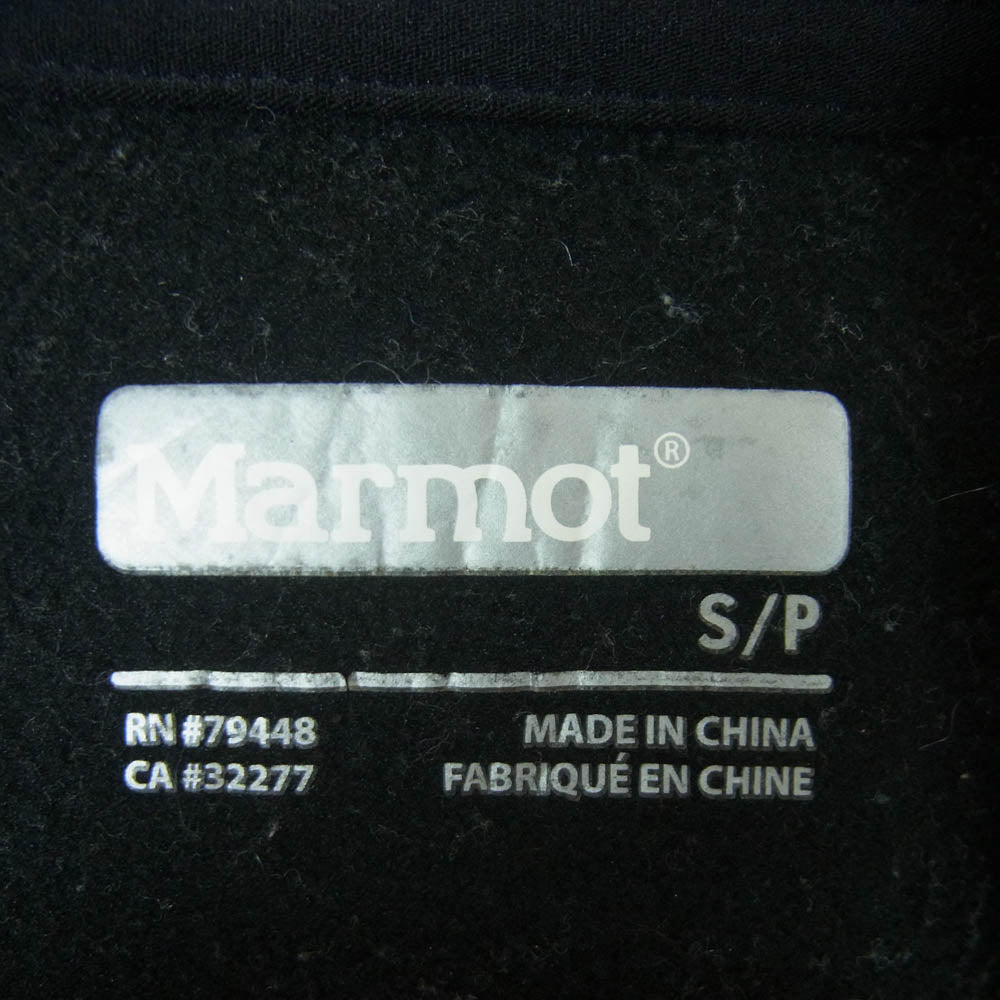 Marmot®
S/P
RN #79448
CA #32277
MADE IN CHINA
FABRIQUÉ EN CHINE